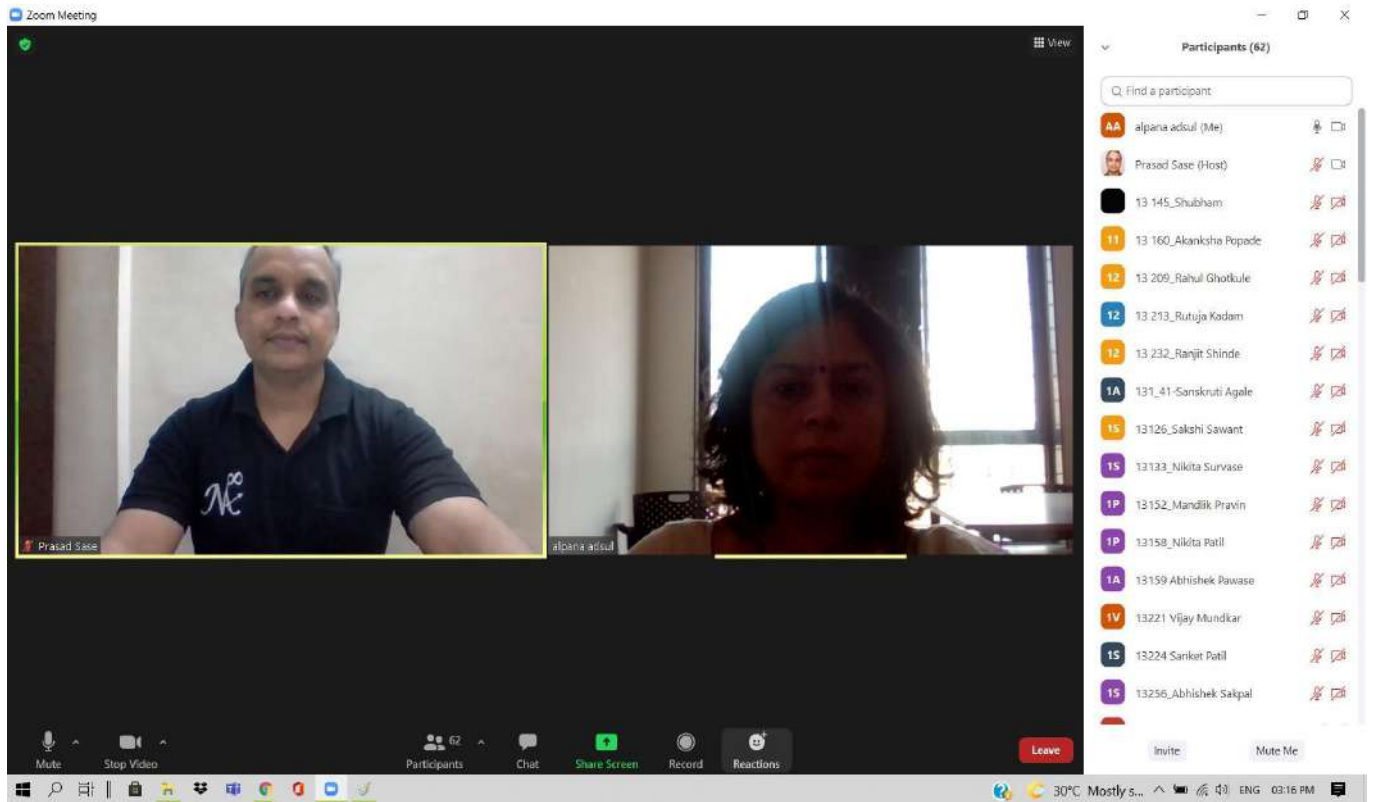 Zoom Meeting
View
Prasad Sase
alpana adsul
Participants (62)
Find a participant
AA alpana adsul (Me)
Prasad Sase (Host)
13 145_Shubham
11 13 160_Akanksha Popade
12 13 209_Rahul Ghotkule
12 13 213_Rutuja Kadam
12 13 232_Ranjit Shinde
1A 131_41-Sanskruti Agale
1S 13126_Sakshi Sawant
1S 13133_Nikita Survase
1P 13152_Mandlik Pravin
1P 13158_Nikita Patil
1A 13159 Abhishek Pawase
1V 13221 Vijay Mundkar
1S 13224 Sanket Patil
1S 13256_Abhishek Sakpal
Invite Mute Me
62
Mute Stop Video Participants Chat Share Screen Record Reactions Leave
30°C Mostly s... ENG 03:16 PM